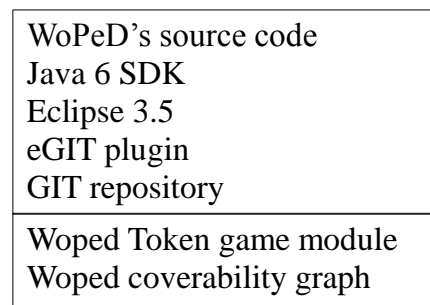 WoPeD’s source code
Java 6 SDK
Eclipse 3.5
eGIT plugin
GIT repository
Woped Token game module
Woped coverability graph